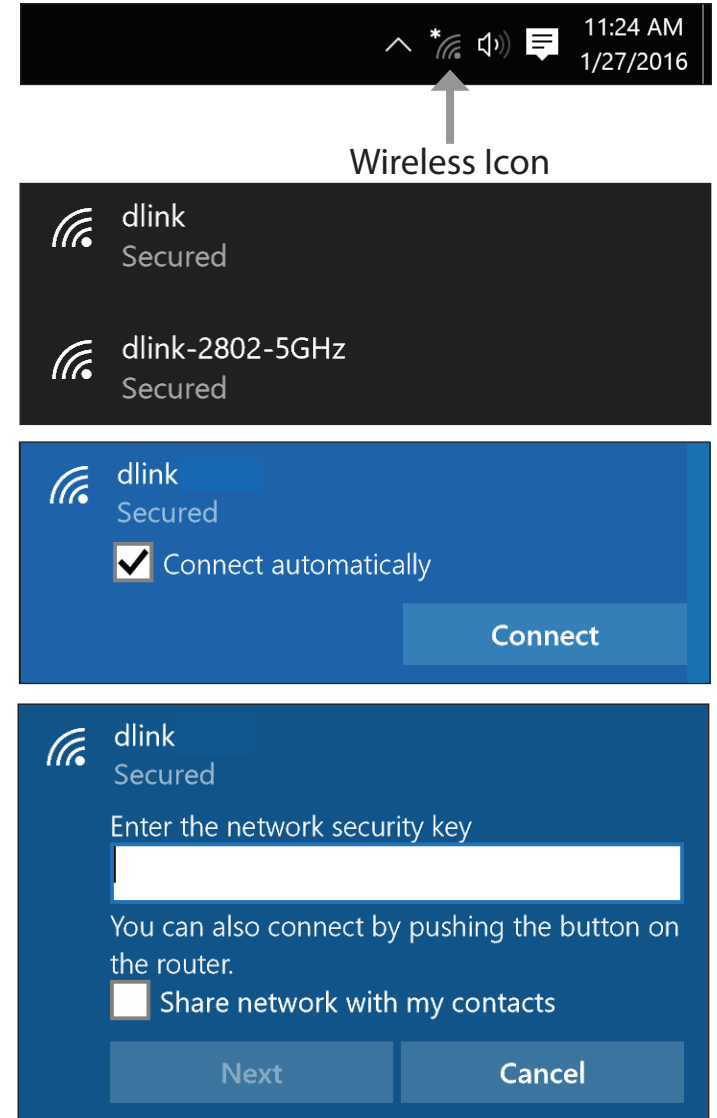 11:24 AM
1/27/2016
Wireless Icon
dlink
Secured
dlink-2802-5GHz
Secured
dlink
Secured
Connect automatically
Connect
dlink
Secured
Enter the network security key
You can also connect by pushing the button on
the router.
Share network with my contacts
Next Cancel